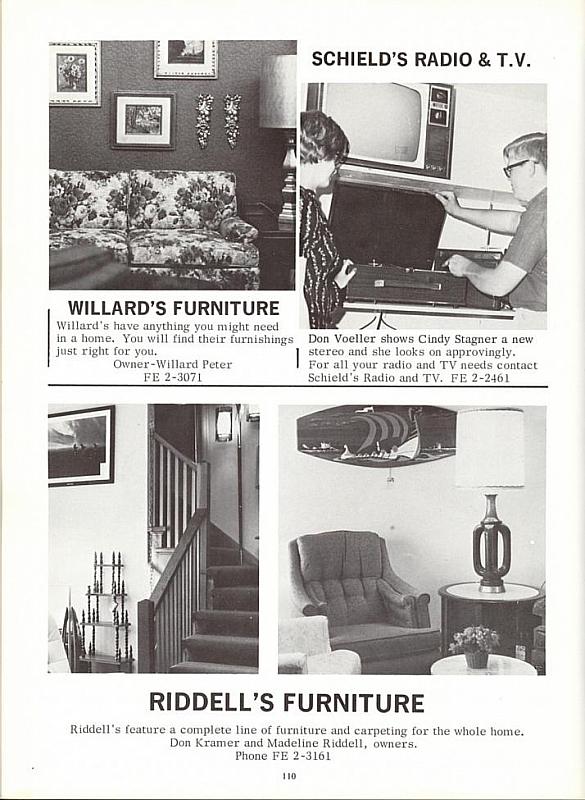 SCHIELD'S RADIO & T.V.
WILLARD'S FURNITURE
Willard's have anything you might need
in a home. You will find their furnishings
just right for you.
Owner-Willard Peter
FE 2-3071
Don Voeller shows Cindy Stagner a new
stereo and she looks on approvingly.
For all your radio and TV needs contact
Schield's Radio and TV. FE 2-2461
RIDDELL'S FURNITURE
Riddell's feature a complete line of furniture and carpeting for the whole home.
Don Kramer and Madeline Riddell, owners.
Phone FE 2-3161
110